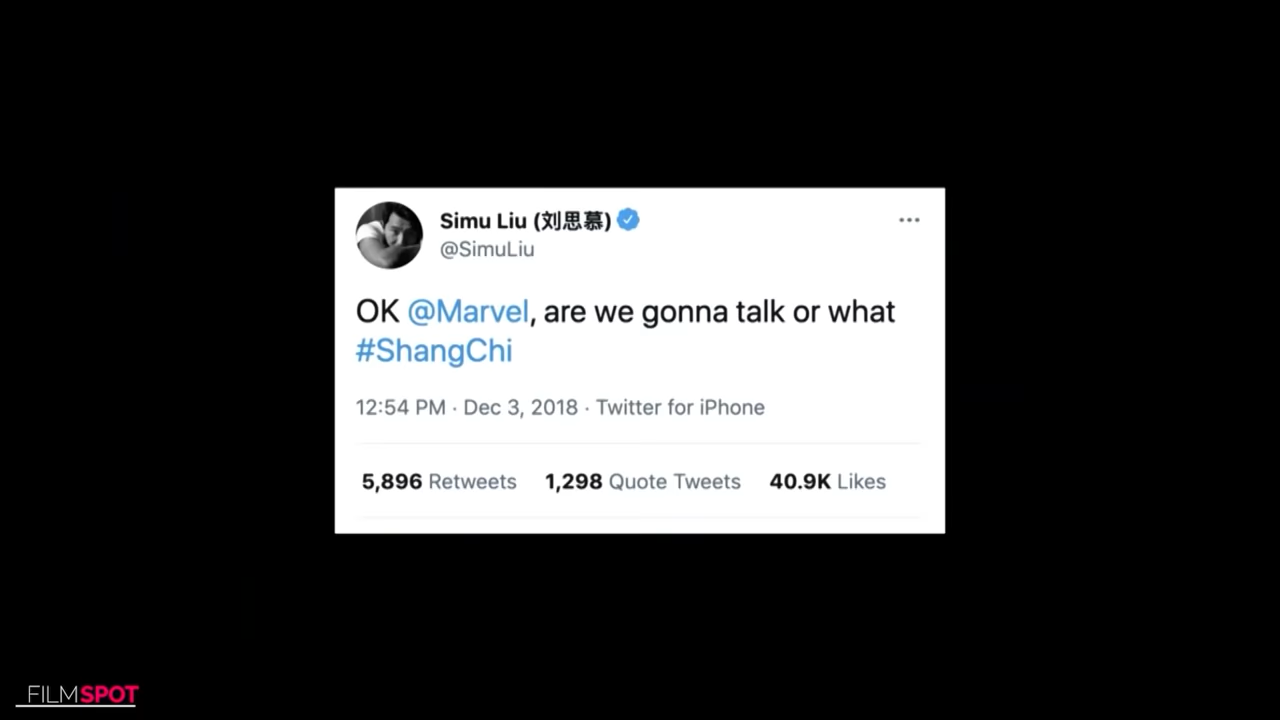 Simu Liu (刘思慕)
@SimuLiu
OK @Marvel, are we gonna talk or what
#ShangChi
12:54 PM · Dec 3, 2018 · Twitter for iPhone
5,896 Retweets 1,298 Quote Tweets 40.9K Likes
FILMSPOT